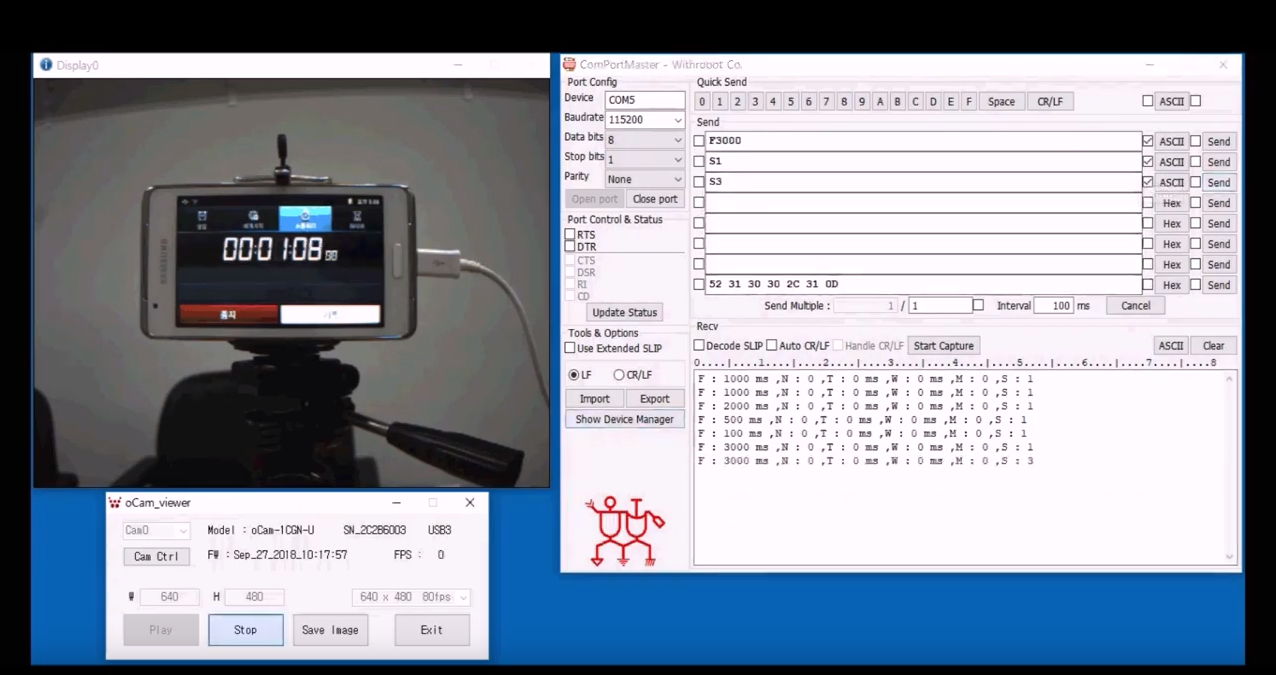 Display0
SAMSUNG
00:01:08
중지
oCam_viewer
Cam0
Model : oCam-1CGN-U SN_2C2B6003 USB3
Cam Ctrl
FW : Sep_27_2018_10:17:57 FPS : 0
W 640 H 480 640 x 480 80fps
Play Stop Save Image Exit
ComPortMaster - Withrobot Co.
Port Config
Device COM5
Baudrate 115200
Data bits 8
Stop bits 1
Parity None
Open port Close port
Port Control & Status
RTS
DTR
CTS
DSR
RI
CD
Update Status
Tools & Options
Use Extended SLIP
LF CR/LF
Import Export
Show Device Manager
Quick Send
0 1 2 3 4 5 6 7 8 9 A B C D E F Space CR/LF ASCII
Send
F3000 ASCII Send
S1 ASCII Send
S3 ASCII Send
Hex Send
Hex Send
Hex Send
Hex Send
52 31 30 30 2C 31 0D Hex Send
Send Multiple : 1 / 1 Interval 100 ms Cancel
Recv
Decode SLIP Auto CR/LF Handle CR/LF Start Capture ASCII Clear
0....|....1....|....2....|....3....|....4....|....5....|....6....|....7....|....8
F : 1000 ms ,N : 0 ,T : 0 ms ,W : 0 ms ,M : 0 ,S : 1
F : 1000 ms ,N : 0 ,T : 0 ms ,W : 0 ms ,M : 0 ,S : 1
F : 2000 ms ,N : 0 ,T : 0 ms ,W : 0 ms ,M : 0 ,S : 1
F : 500 ms ,N : 0 ,T : 0 ms ,W : 0 ms ,M : 0 ,S : 1
F : 100 ms ,N : 0 ,T : 0 ms ,W : 0 ms ,M : 0 ,S : 1
F : 3000 ms ,N : 0 ,T : 0 ms ,W : 0 ms ,M : 0 ,S : 1
F : 3000 ms ,N : 0 ,T : 0 ms ,W : 0 ms ,M : 0 ,S : 3